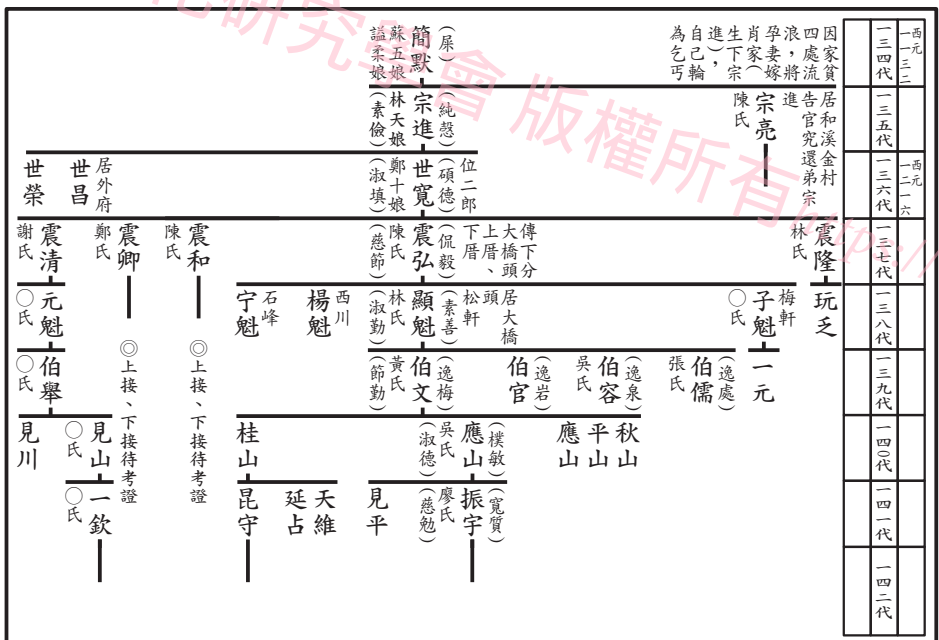 西元
一一三二
一三四代
一三五代
西元
一二一六
一三六代
一三七代
一三八代
一三九代
一四〇代
一四一代
一四二代
因家貧
四處流
浪，將
孕妻嫁
肖家（
生下宗
進），
自己輪
為乞丐
（屎）
簡默
蘇五娘
謚柔娘
居和溪金村
告官究還弟宗
進
宗亮
陳氏
（純愨）
宗進
林天娘
（素儉）
位二郎
（碩德）
世寬
鄭十娘
（淑填）
居外府
世昌
世榮
震隆
林氏
傳下分
大橋頭
上厝、
下厝
（侃毅）
震弘
陳氏
（慈節）
震和
陳氏
震卿
鄭氏
震清
謝氏
玩乏
梅軒
子魁
○氏
居大橋
頭
松軒
（素善）
顯魁
林氏
（淑勤）
西川
楊魁
石峰
宁魁
◎上接、下接待考證
◎上接、下接待考證
元魁
○氏
一元
（逸處）
伯儒
張氏
（逸泉）
伯容
吳氏
（逸岩）
伯官
（逸梅）
伯文
黃氏
（節勤）
伯舉
○氏
秋山
平山
應山
（樸敏）
應山
吳氏
（淑德）
桂山
見山
○氏
見川
（寬質）
振宇
廖氏
（慈勉）
見平
天維
延占
昆守
一欽
○氏
究研究學會 版權所有 https://